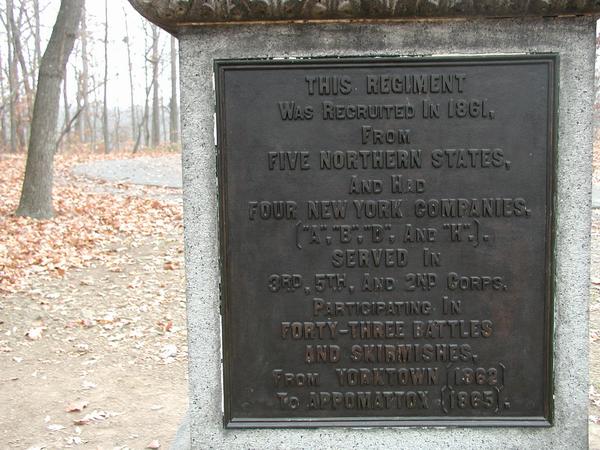 THIS REGIMENT
WAS RECRUITED IN 1861,
FROM
FIVE NORTHERN STATES,
AND HAD
FOUR NEW YORK COMPANIES.
("A","B","D", AND "H").
SERVED IN
3RD, 5TH, AND 2ND CORPS.
PARTICIPATING IN
FORTY-THREE BATTLES
AND SKIRMISHES,
FROM YORKTOWN (1862)
TO APPOMATTOX (1865).